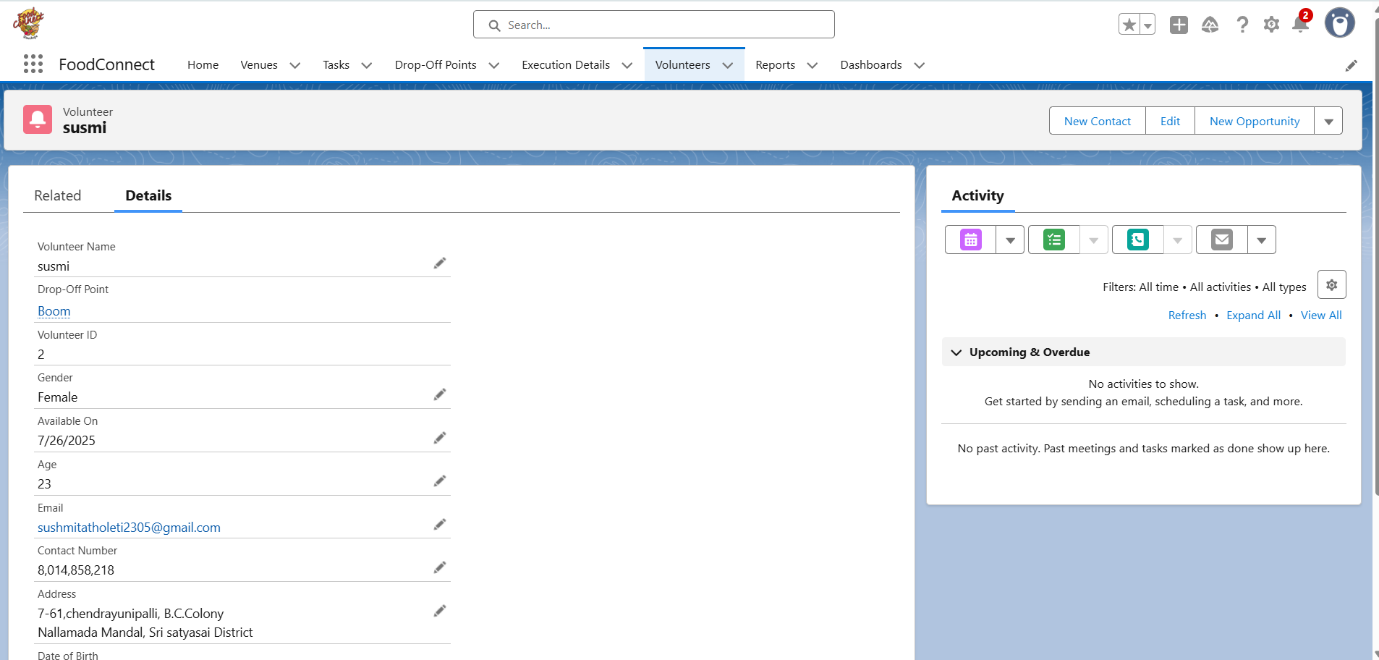 Food
Connect
Search...
2
FoodConnect
Home
Venues
Tasks
Drop-Off Points
Execution Details
Volunteers
Reports
Dashboards
Volunteer
susmi
New Contact
Edit
New Opportunity
Related
Details
Volunteer Name
susmi
Drop-Off Point
Boom
Volunteer ID
2
Gender
Female
Available On
7/26/2025
Age
23
Email
sushmitatholeti2305@gmail.com
Contact Number
8,014,858,218
Address
7-61,chendrayunipalli, B.C.Colony
Nallamada Mandal, Sri satyasai District
Date of Birth
Activity
Filters: All time • All activities • All types
Refresh • Expand All • View All
Upcoming & Overdue
No activities to show.
Get started by sending an email, scheduling a task, and more.
No past activity. Past meetings and tasks marked as done show up here.